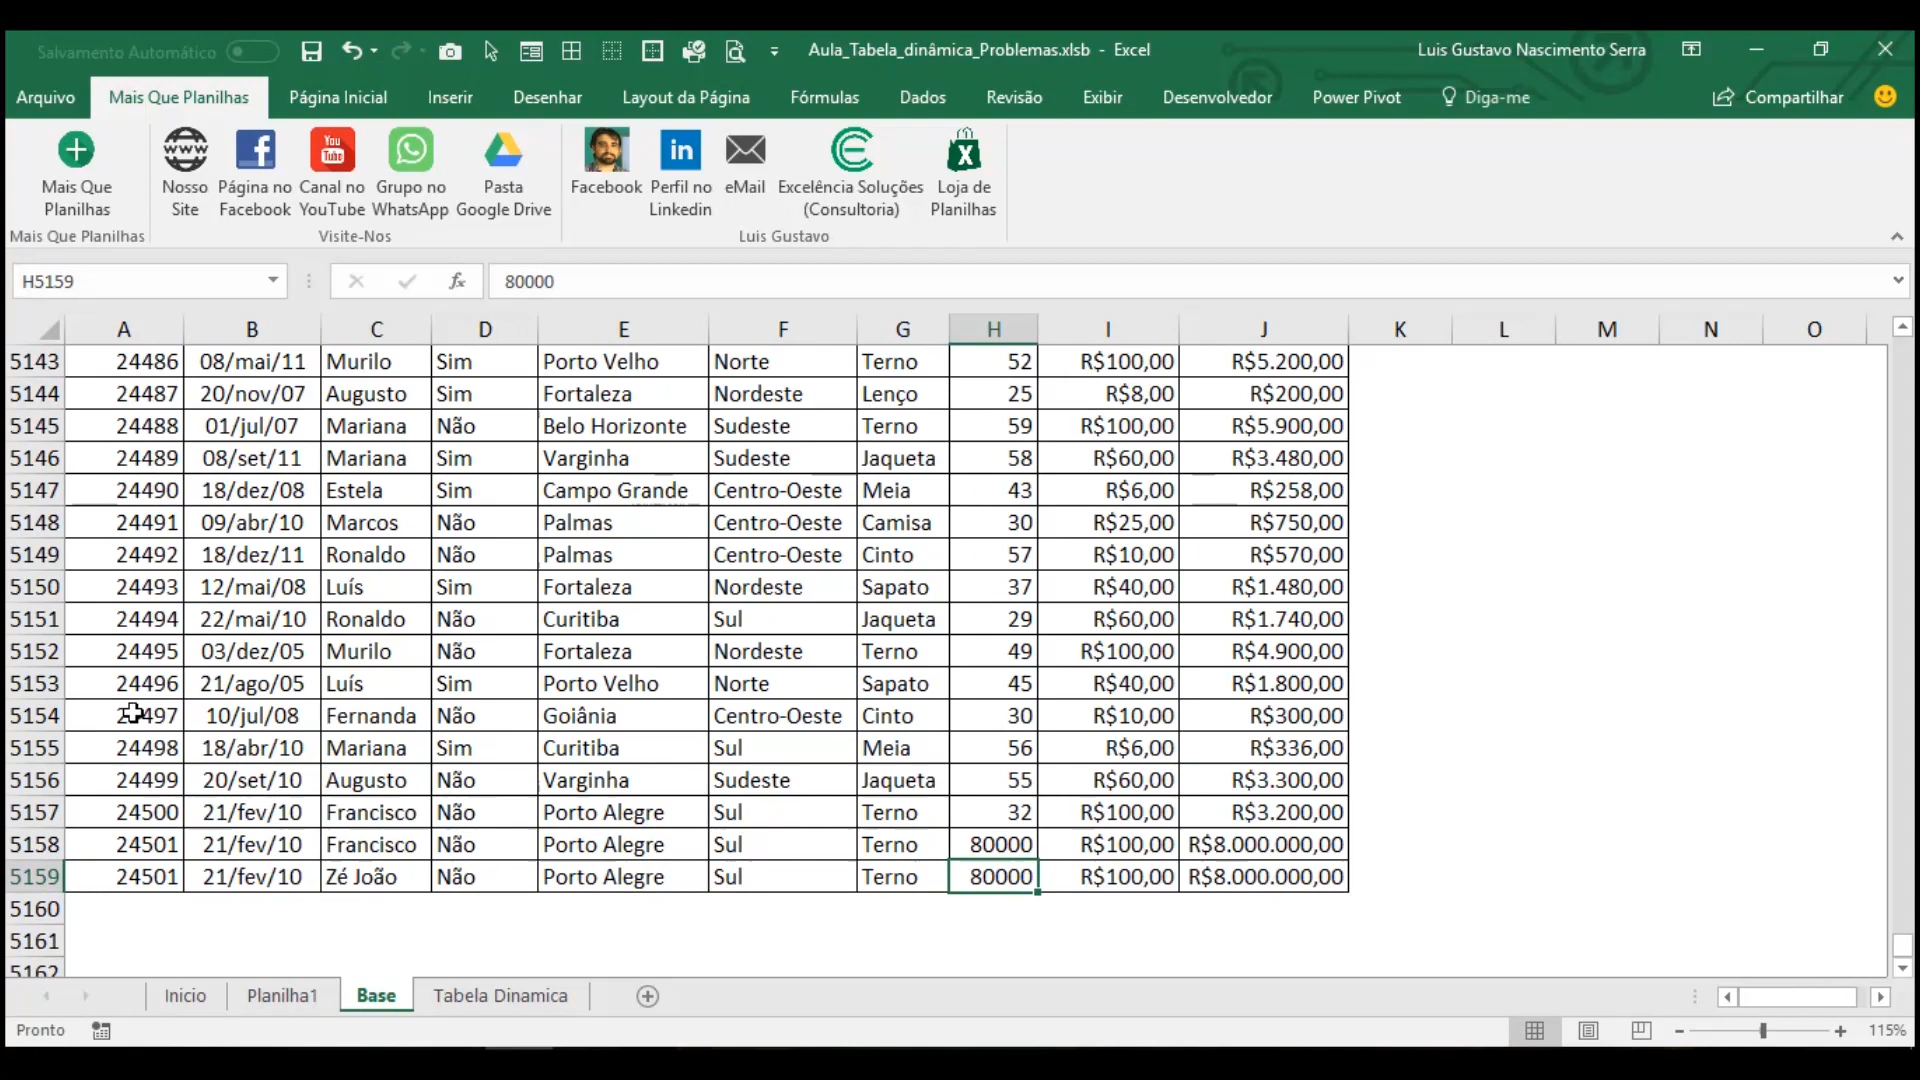 Salvamento Automático
Aula_Tabela_dinâmica_Problemas.xlsb - Excel
Luis Gustavo Nascimento Serra
Arquivo Mais Que Planilhas Página Inicial Inserir Desenhar Layout da Página Fórmulas Dados Revisão Exibir Desenvolvedor Power Pivot Diga-me Compartilhar
Mais Que Planilhas
Nosso Site
Página no Facebook
You Tube
Canal no YouTube
Grupo no WhatsApp
Pasta Google Drive
Facebook
in
Perfil no Linkedin
eMail
Excelência Soluções (Consultoria)
Loja de Planilhas
Mais Que Planilhas Visite-Nos Luis Gustavo
H5159 fx 80000
A B C D E F G H I J K L M N O
5143 24486 08/mai/11 Murilo Sim Porto Velho Norte Terno 52 R$100,00 R$5.200,00
5144 24487 20/nov/07 Augusto Sim Fortaleza Nordeste Lenço 25 R$8,00 R$200,00
5145 24488 01/jul/07 Mariana Não Belo Horizonte Sudeste Terno 59 R$100,00 R$5.900,00
5146 24489 08/set/11 Mariana Sim Varginha Sudeste Jaqueta 58 R$60,00 R$3.480,00
5147 24490 18/dez/08 Estela Sim Campo Grande Centro-Oeste Meia 43 R$6,00 R$258,00
5148 24491 09/abr/10 Marcos Não Palmas Centro-Oeste Camisa 30 R$25,00 R$750,00
5149 24492 18/dez/11 Ronaldo Não Palmas Centro-Oeste Cinto 57 R$10,00 R$570,00
5150 24493 12/mai/08 Luís Sim Fortaleza Nordeste Sapato 37 R$40,00 R$1.480,00
5151 24494 22/mai/10 Ronaldo Não Curitiba Sul Jaqueta 29 R$60,00 R$1.740,00
5152 24495 03/dez/05 Murilo Não Fortaleza Nordeste Terno 49 R$100,00 R$4.900,00
5153 24496 21/ago/05 Luís Sim Porto Velho Norte Sapato 45 R$40,00 R$1.800,00
5154 24497 10/jul/08 Fernanda Não Goiânia Centro-Oeste Cinto 30 R$10,00 R$300,00
5155 24498 18/abr/10 Mariana Sim Curitiba Sul Meia 56 R$6,00 R$336,00
5156 24499 20/set/10 Augusto Não Varginha Sudeste Jaqueta 55 R$60,00 R$3.300,00
5157 24500 21/fev/10 Francisco Não Porto Alegre Sul Terno 32 R$100,00 R$3.200,00
5158 24501 21/fev/10 Francisco Não Porto Alegre Sul Terno 80000 R$100,00 R$8.000.000,00
5159 24501 21/fev/10 Zé João Não Porto Alegre Sul Terno 80000 R$100,00 R$8.000.000,00
5160
5161
5162
Inicio Planilha1 Base Tabela Dinamica
Pronto 115%